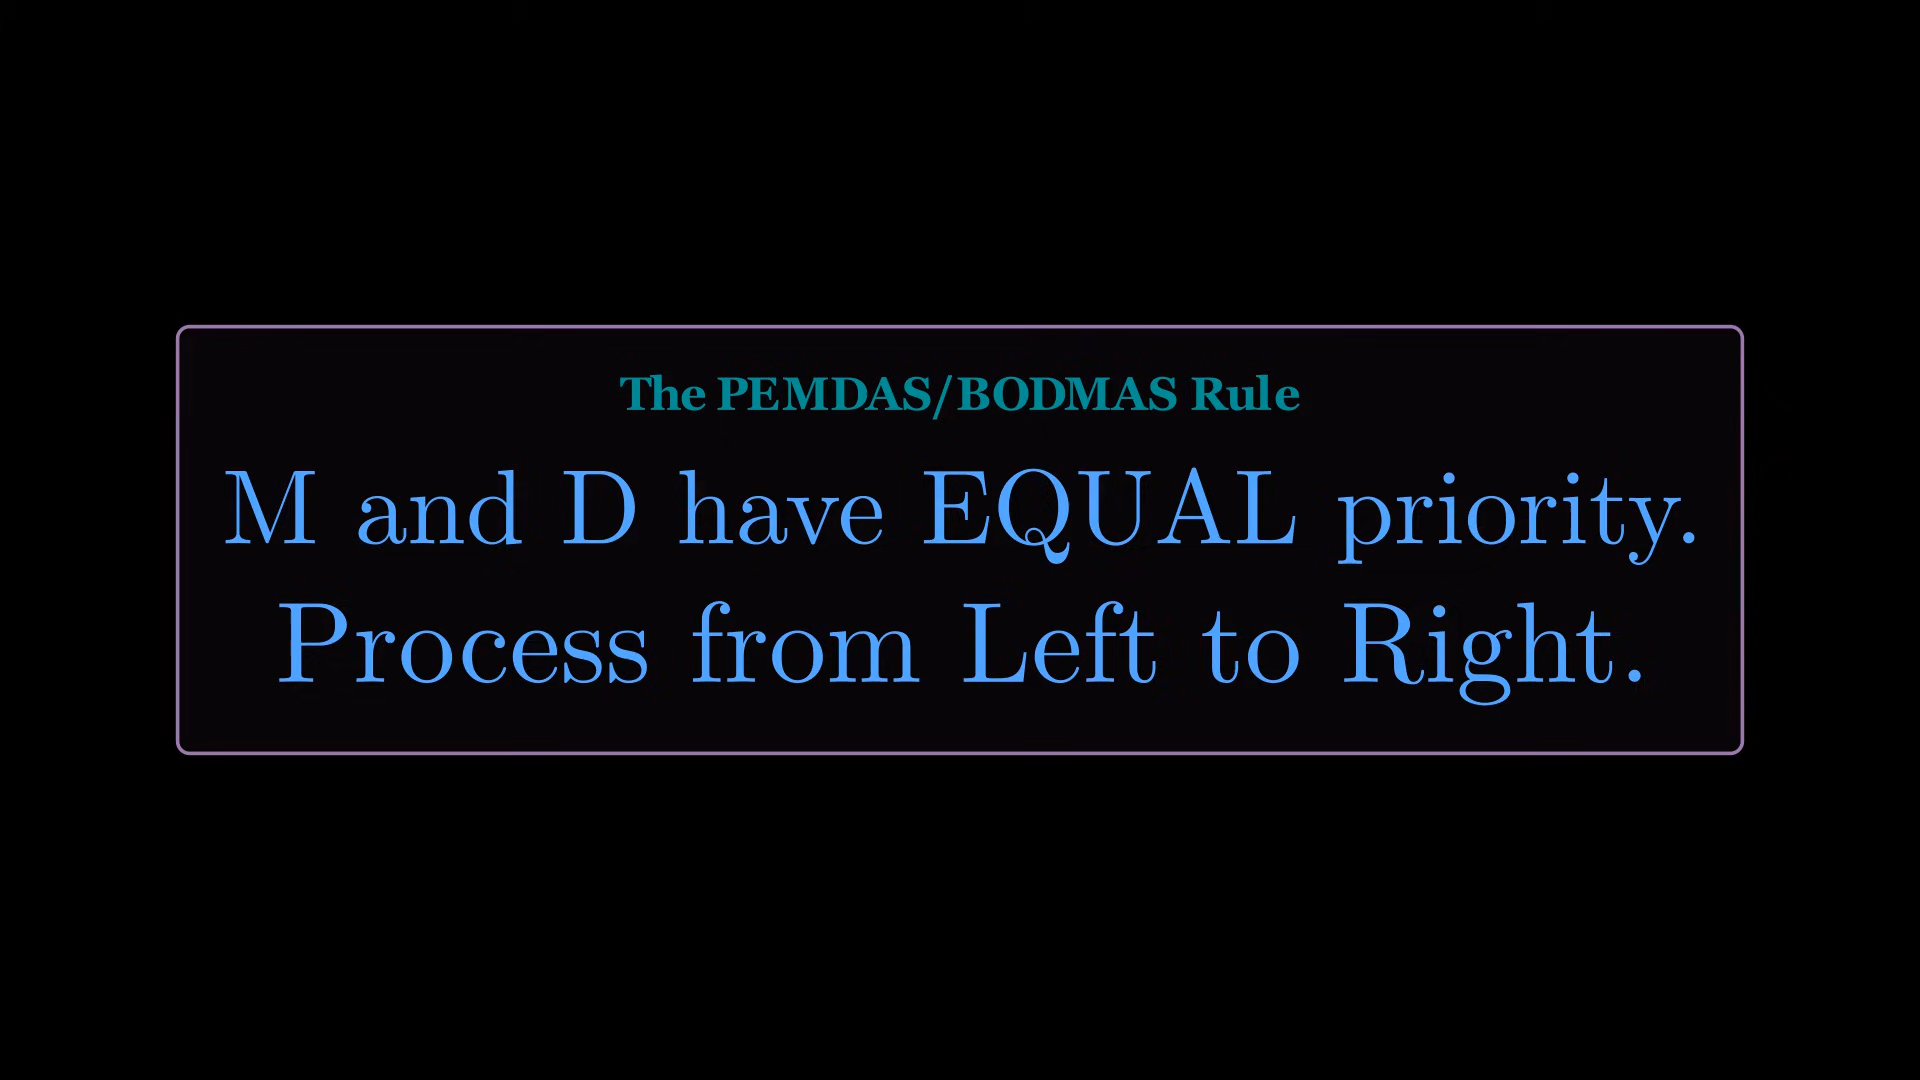 The PEMDAS/BODMAS Rule
M and D have EQUAL priority.
Process from Left to Right.